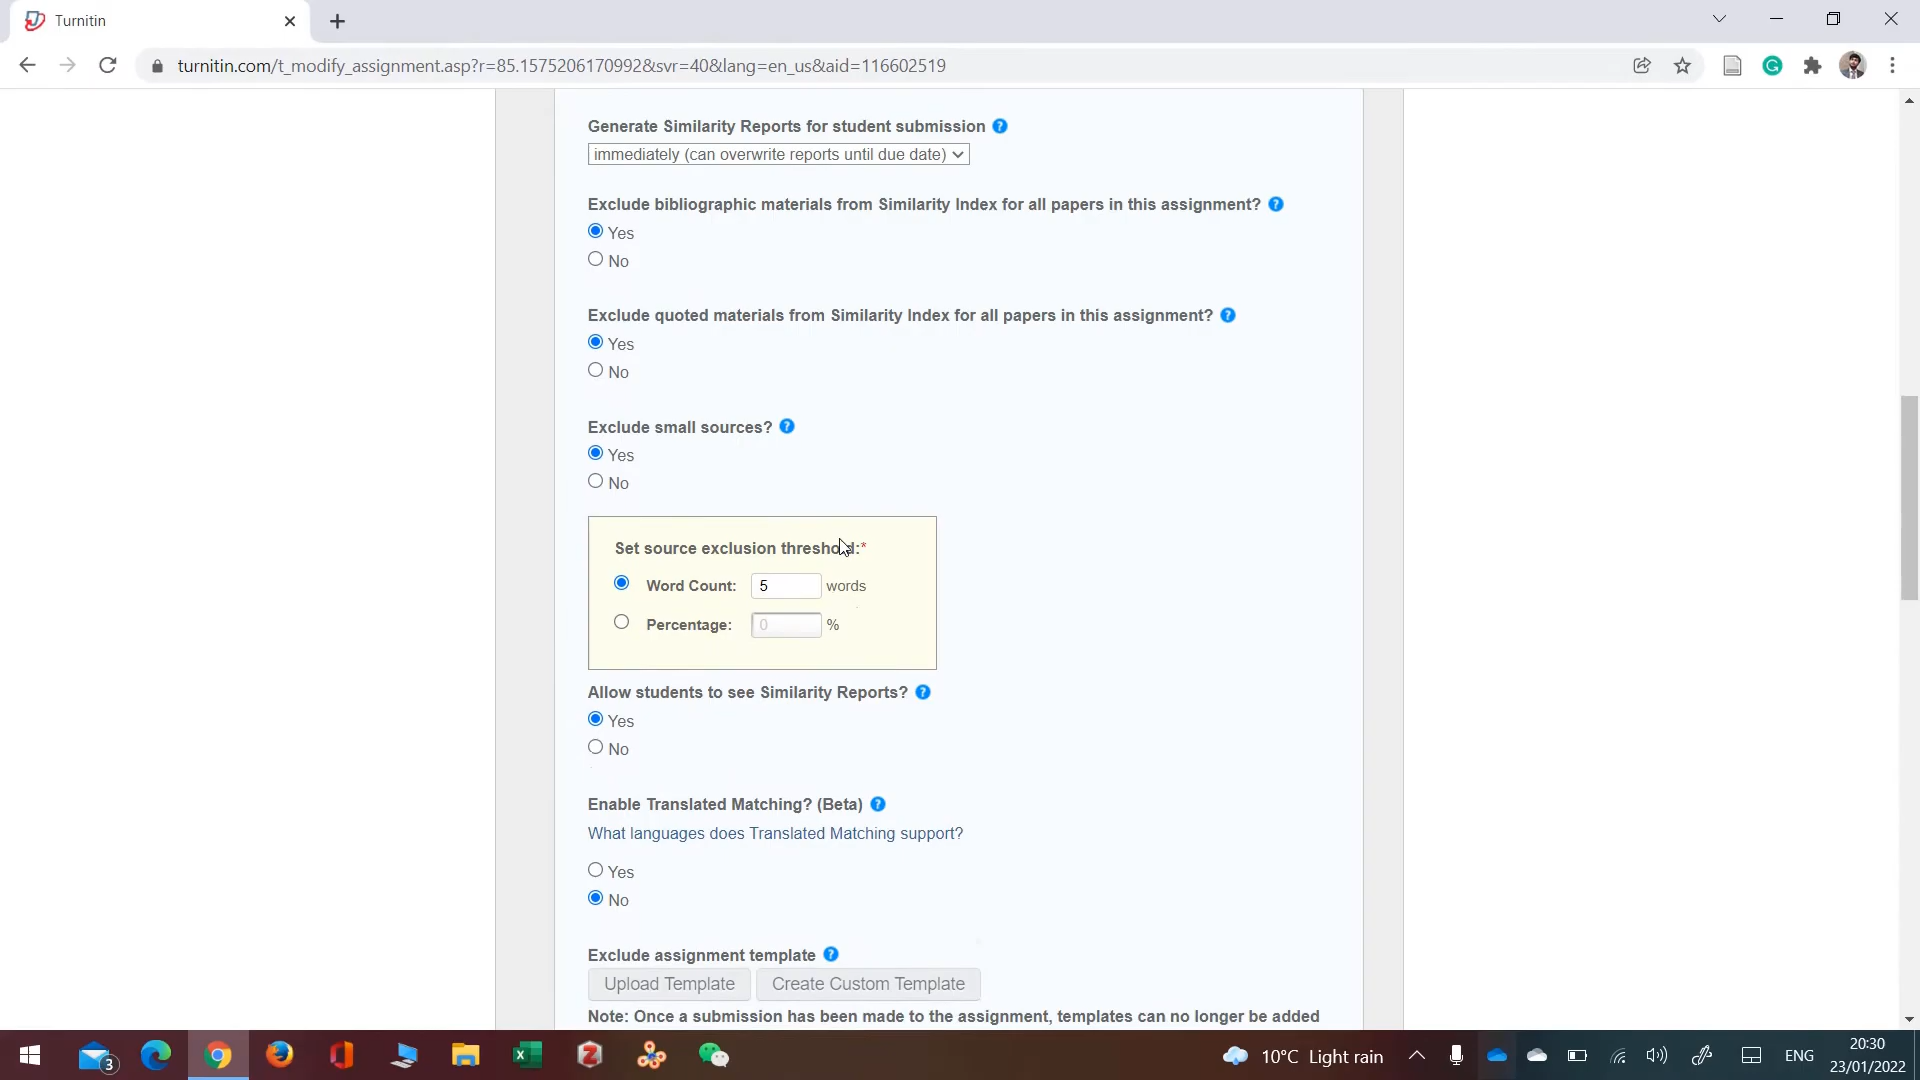 Turnitin
turnitin.com/t_modify_assignment.asp?r=85.1575206170992&svr=40&lang=en_us&aid=116602519
Generate Similarity Reports for student submission ?
immediately (can overwrite reports until due date)
Exclude bibliographic materials from Similarity Index for all papers in this assignment? ?
Yes
No
Exclude quoted materials from Similarity Index for all papers in this assignment? ?
Yes
No
Exclude small sources? ?
Yes
No
Set source exclusion threshold:*
Word Count: 5 words
Percentage: 0 %
Allow students to see Similarity Reports? ?
Yes
No
Enable Translated Matching? (Beta) ?
What languages does Translated Matching support?
Yes
No
Exclude assignment template ?
Upload Template Create Custom Template
Note: Once a submission has been made to the assignment, templates can no longer be added
3 10°C Light rain ENG 20:30
23/01/2022